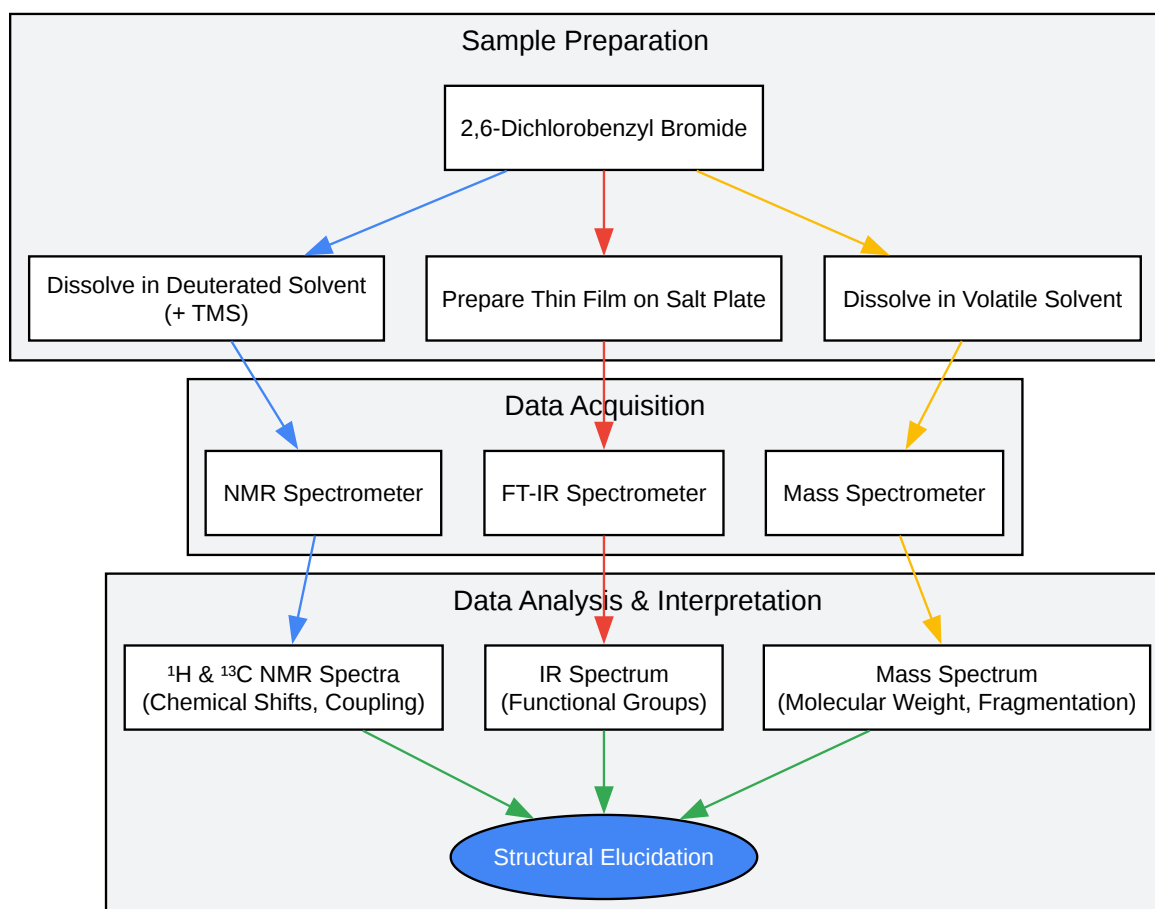 Sample Preparation
2,6-Dichlorobenzyl Bromide
Dissolve in Deuterated Solvent
(+ TMS)
Prepare Thin Film on Salt Plate
Dissolve in Volatile Solvent
Data Acquisition
NMR Spectrometer
FT-IR Spectrometer
Mass Spectrometer
Data Analysis & Interpretation
¹H & ¹³C NMR Spectra
(Chemical Shifts, Coupling)
IR Spectrum
(Functional Groups)
Mass Spectrum
(Molecular Weight, Fragmentation)
Structural Elucidation